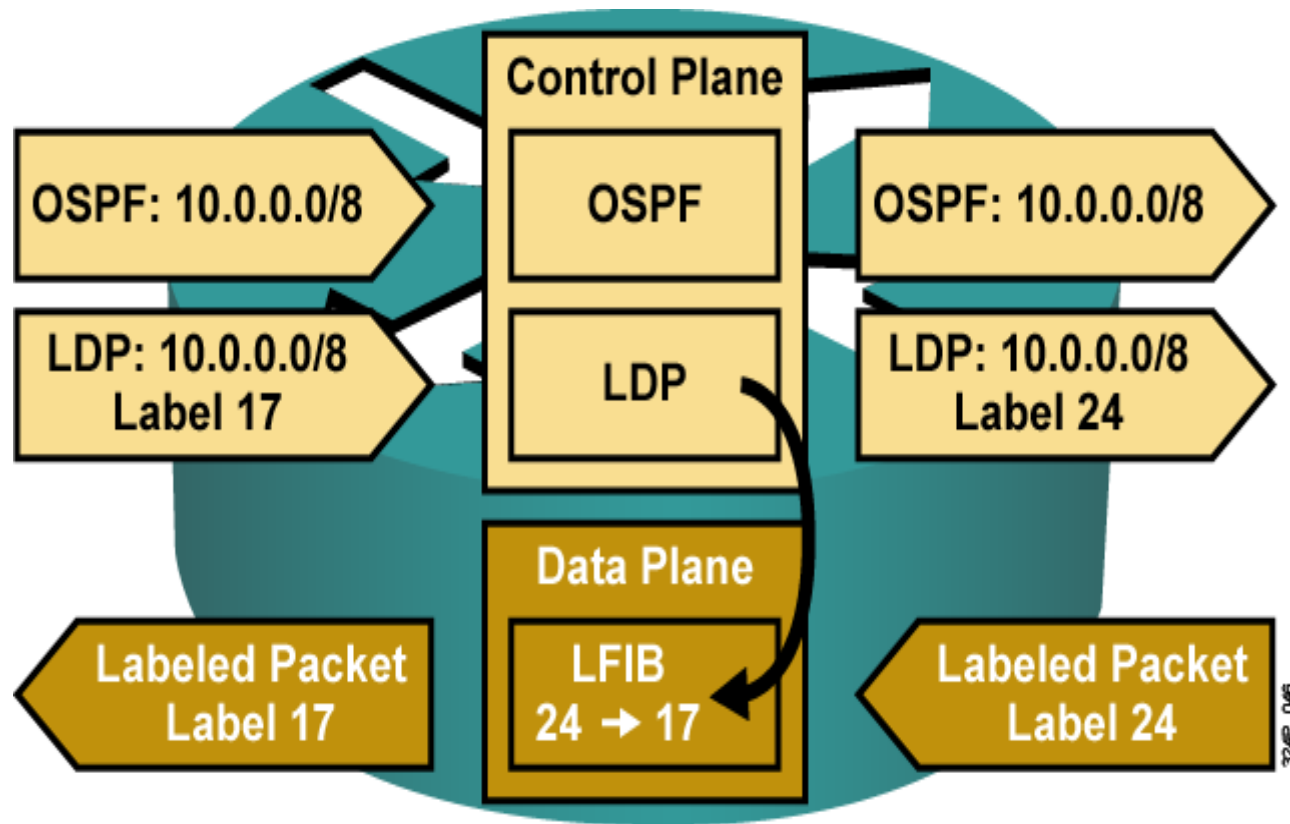 Control Plane
OSPF: 10.0.0.0/8
OSPF
OSPF: 10.0.0.0/8
LDP: 10.0.0.0/8
Label 17
LDP
LDP: 10.0.0.0/8
Label 24
Data Plane
Labeled Packet
Label 17
LFIB
24 → 17
Labeled Packet
Label 24